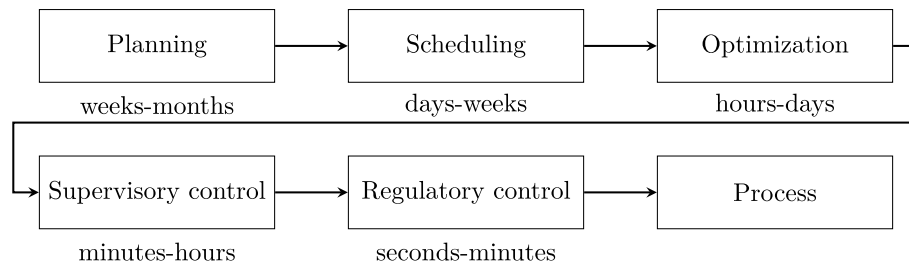 Planning
Scheduling
Optimization
weeks-months
days-weeks
hours-days
Supervisory control
Regulatory control
Process
minutes-hours
seconds-minutes